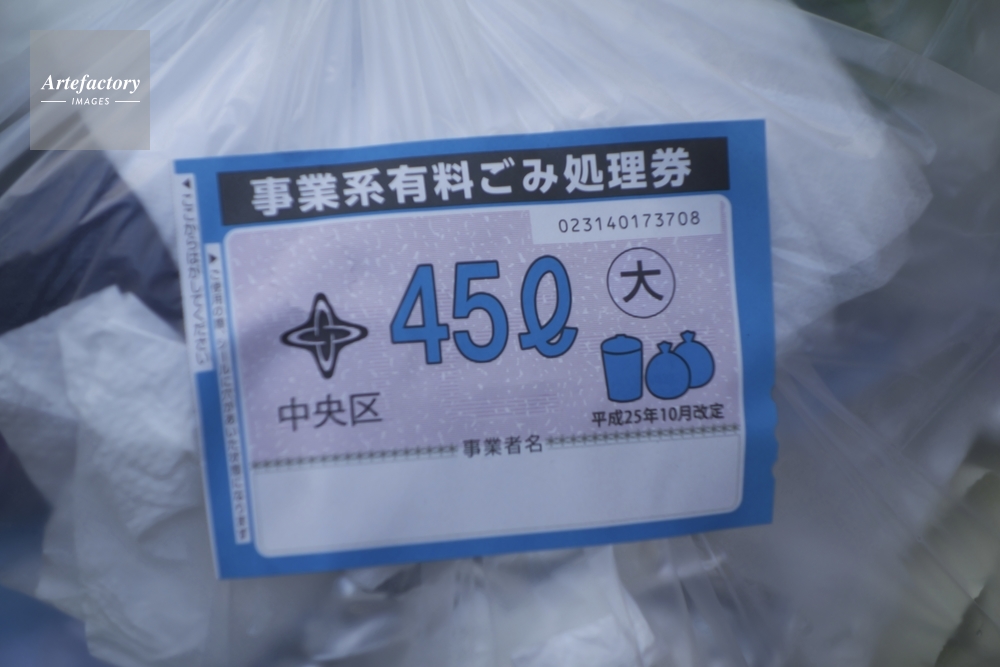 Artefactory
IMAGES
事業系有料ごみ処理券
023140173708
45ℓ
大
中央区
平成25年10月改定
事業者名